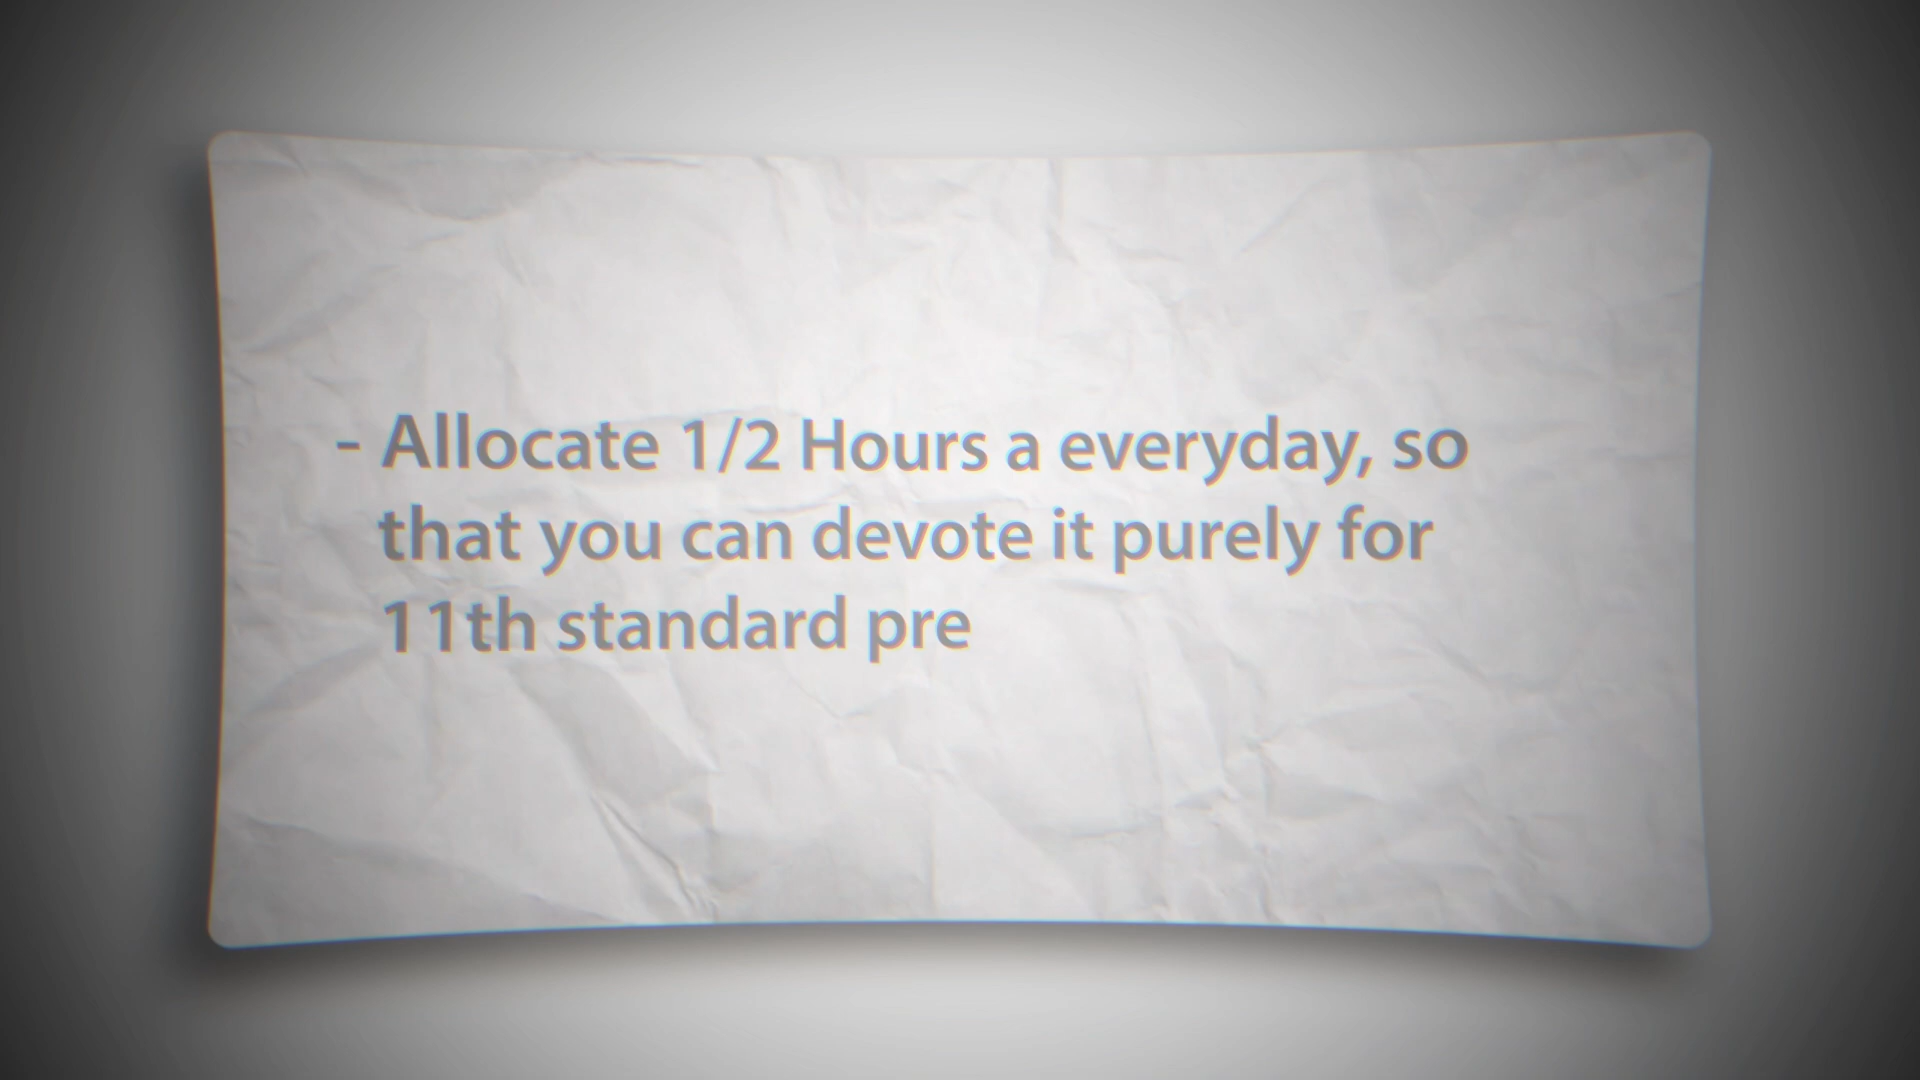 - Allocate 1/2 Hours a everyday, so
that you can devote it purely for
11th standard pre